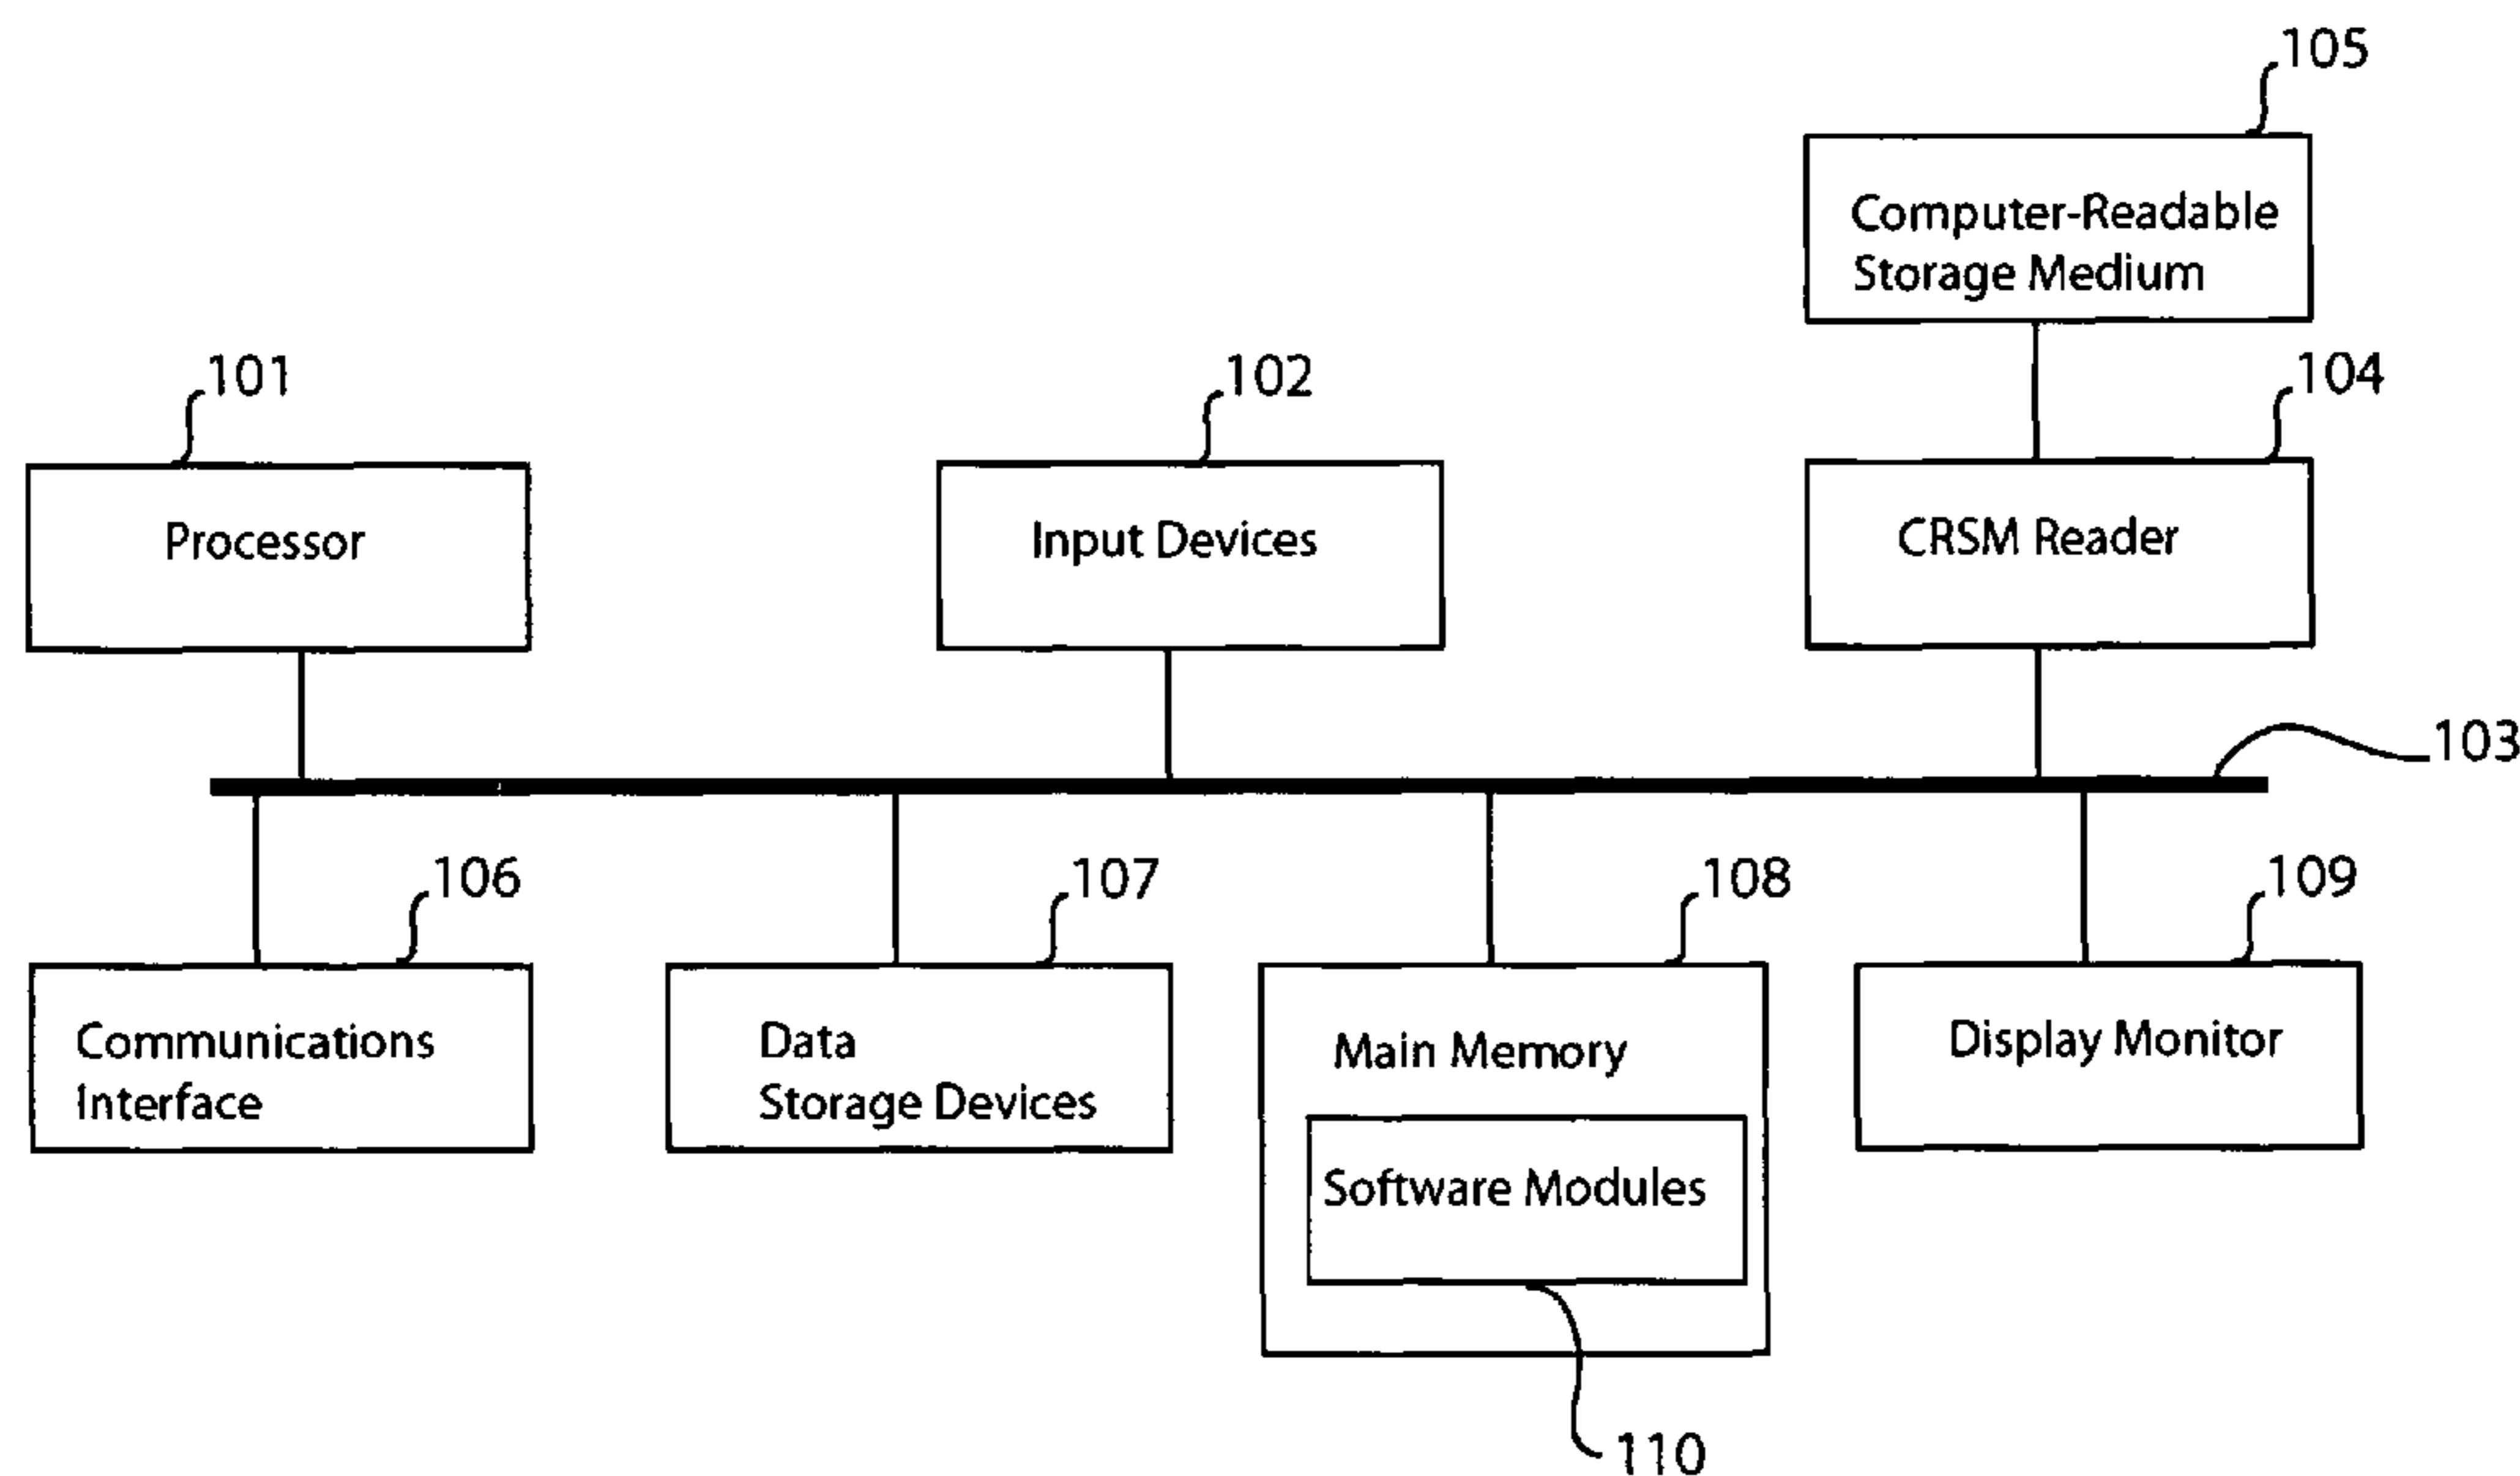 105
Computer-Readable
Storage Medium
101
102
104
Processor
Input Devices
CRSM Reader
103
106
107
108
109
Communications
Interface
Data
Storage Devices
Main Memory
Display Monitor
Software Modules
110